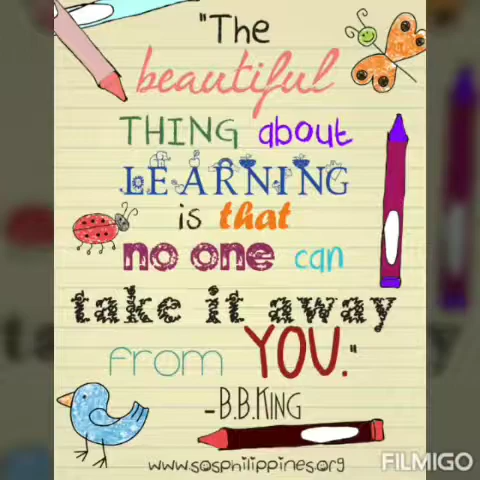 "The
beautiful
THING about
LEARNING
is that
no one can
take it away
from YOU."
-B.B.KING
www.sosphilippines.org
FILMIGO